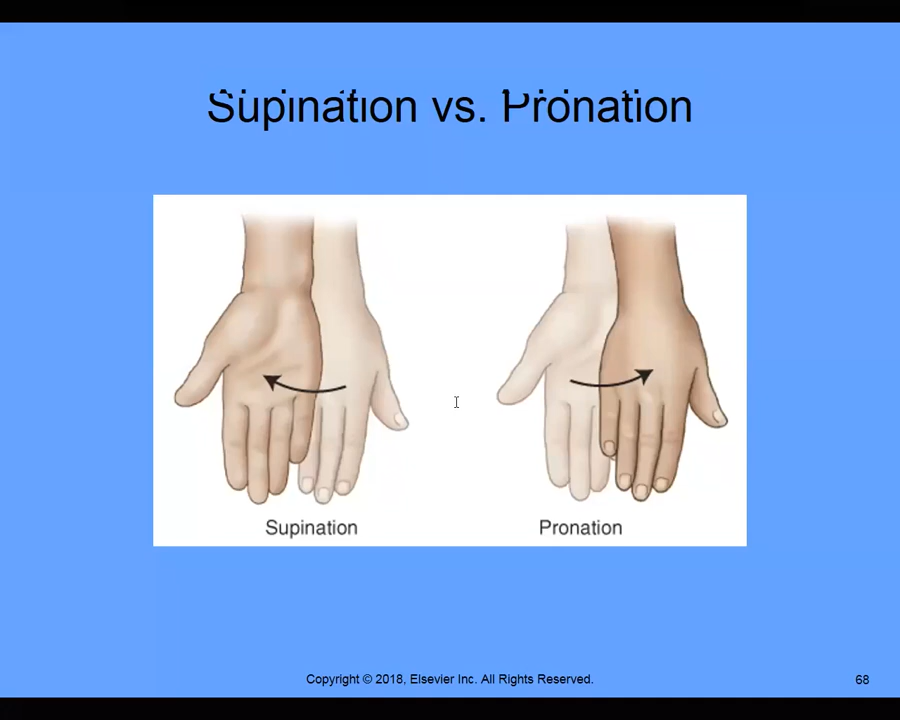 Supination vs. Pronation
Supination
Pronation
Copyright © 2018, Elsevier Inc. All Rights Reserved.
68